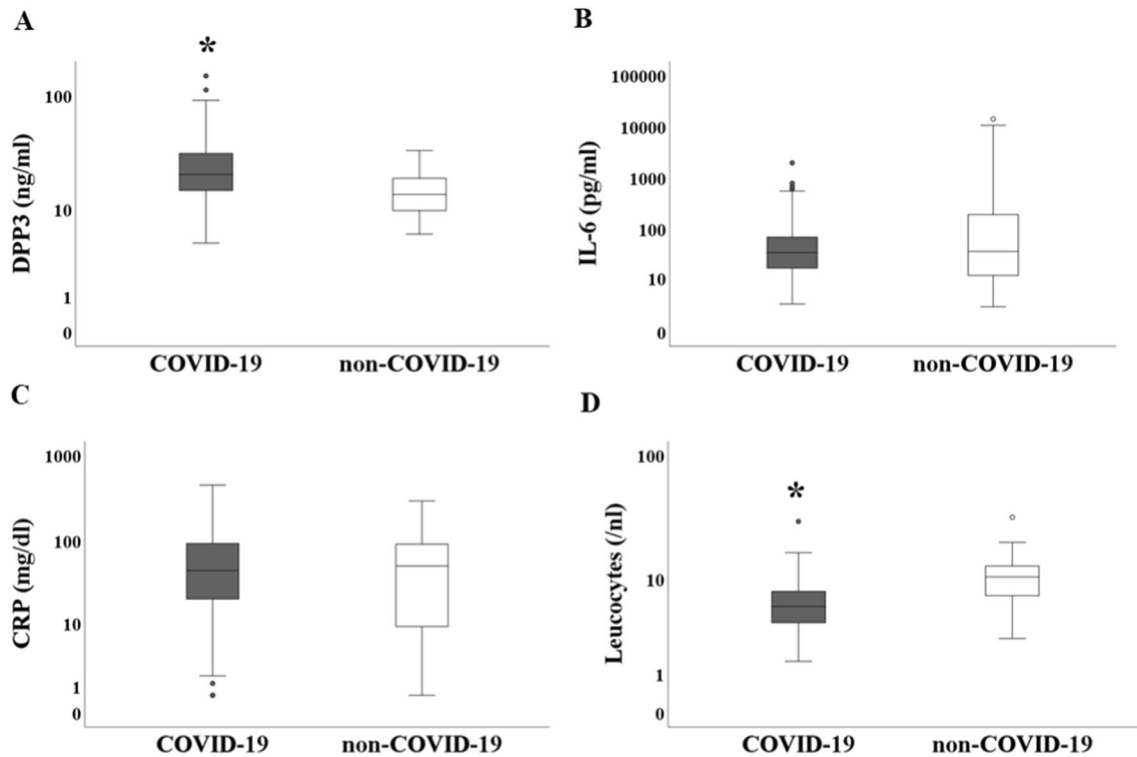 A
*
100
10
1
0
DPP3 (ng/ml)
COVID-19
non-COVID-19
B
100000
10000
1000
100
10
0
IL-6 (pg/ml)
COVID-19
non-COVID-19
C
1000
100
10
1
0
CRP (mg/dl)
COVID-19
non-COVID-19
D
*
100
10
1
0
Leucocytes (/nl)
COVID-19
non-COVID-19